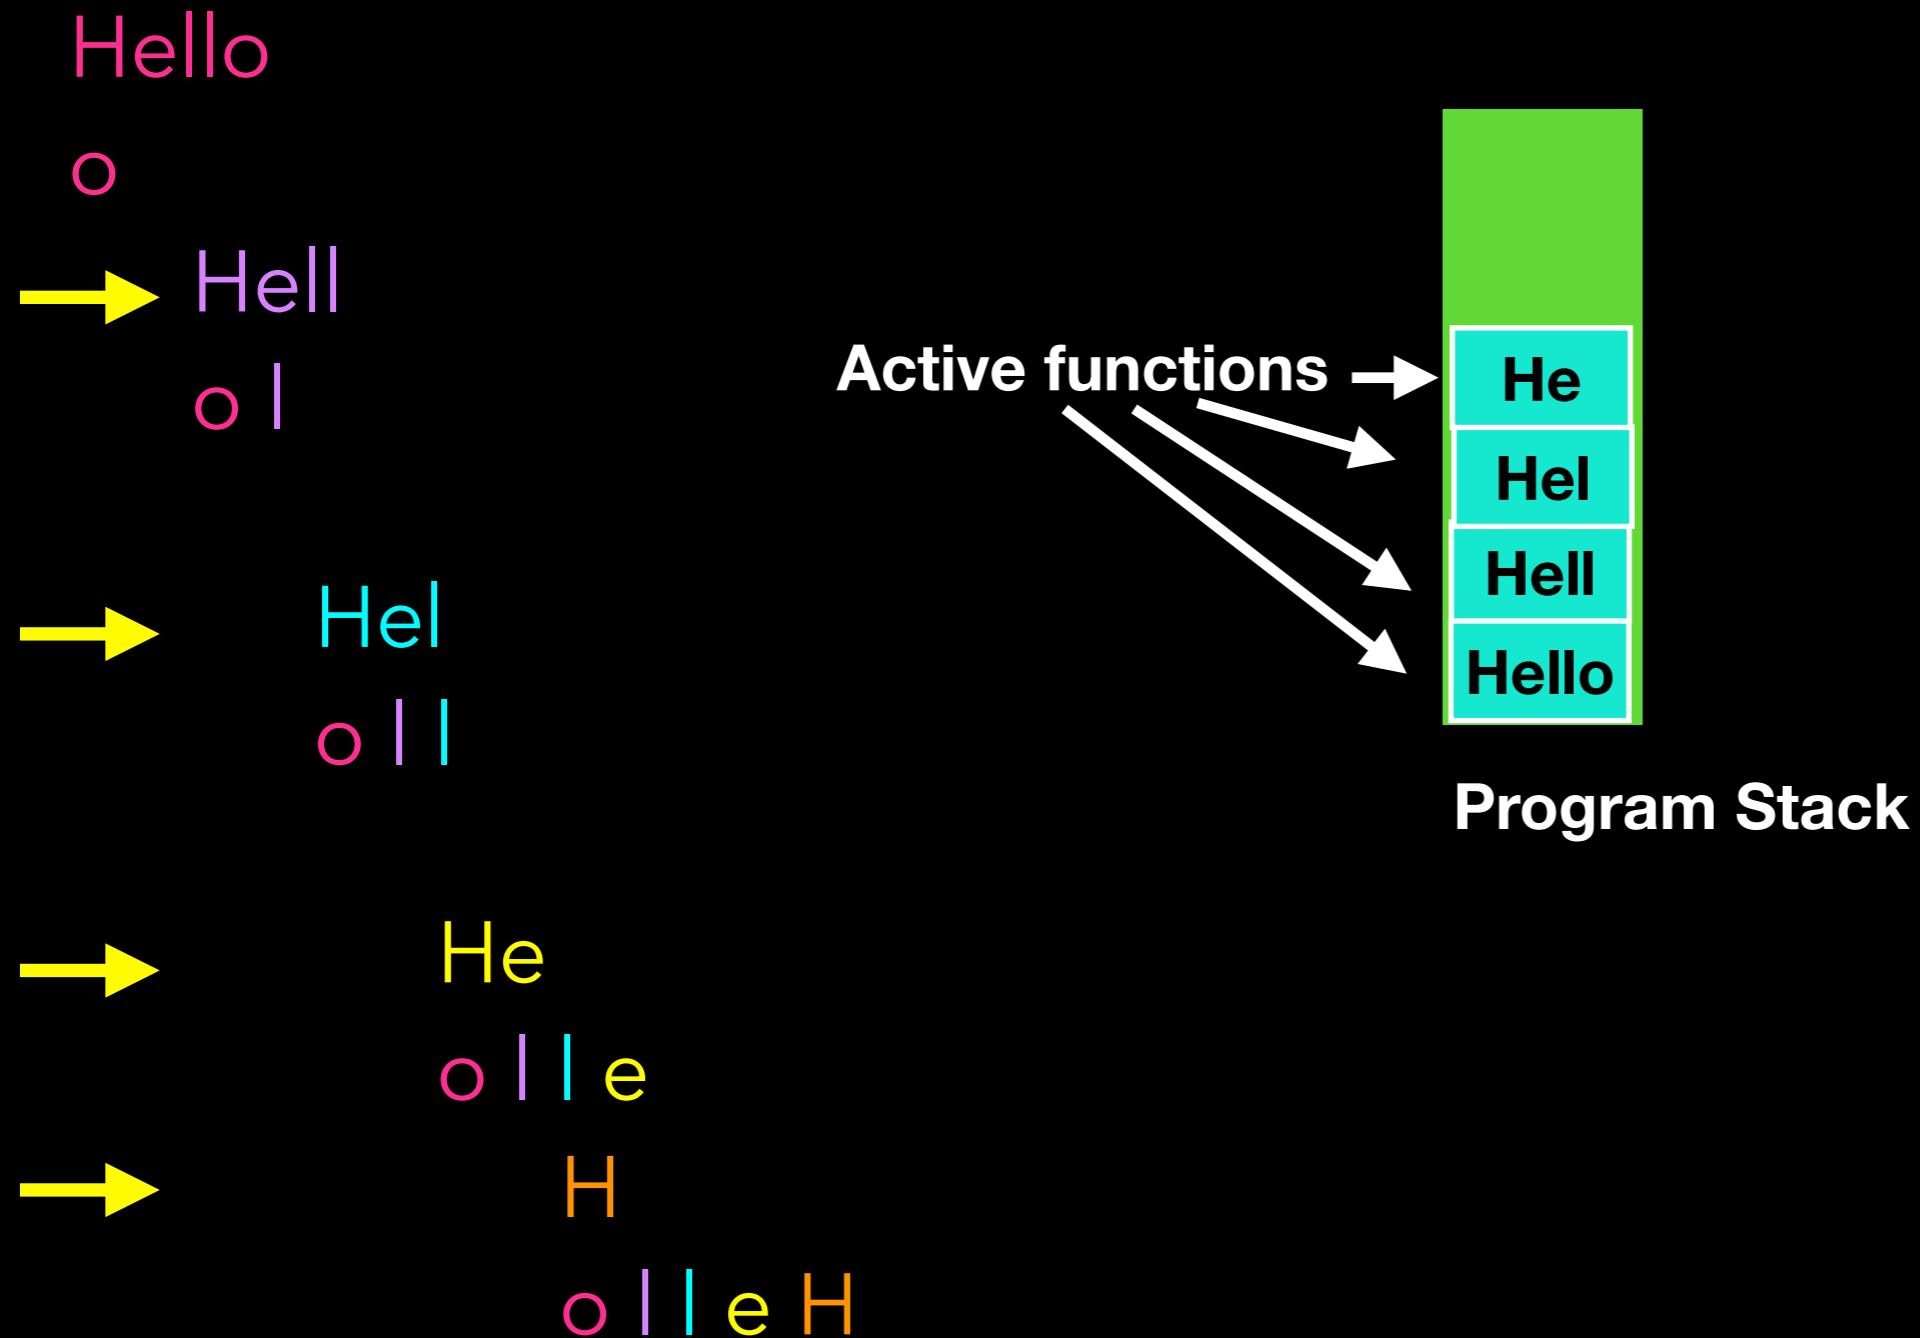 Hello
o
Hell
o l
Hel
o l l
He
o l l e
H
o l l e H
Active functions
He
Hel
Hell
Hello
Program Stack